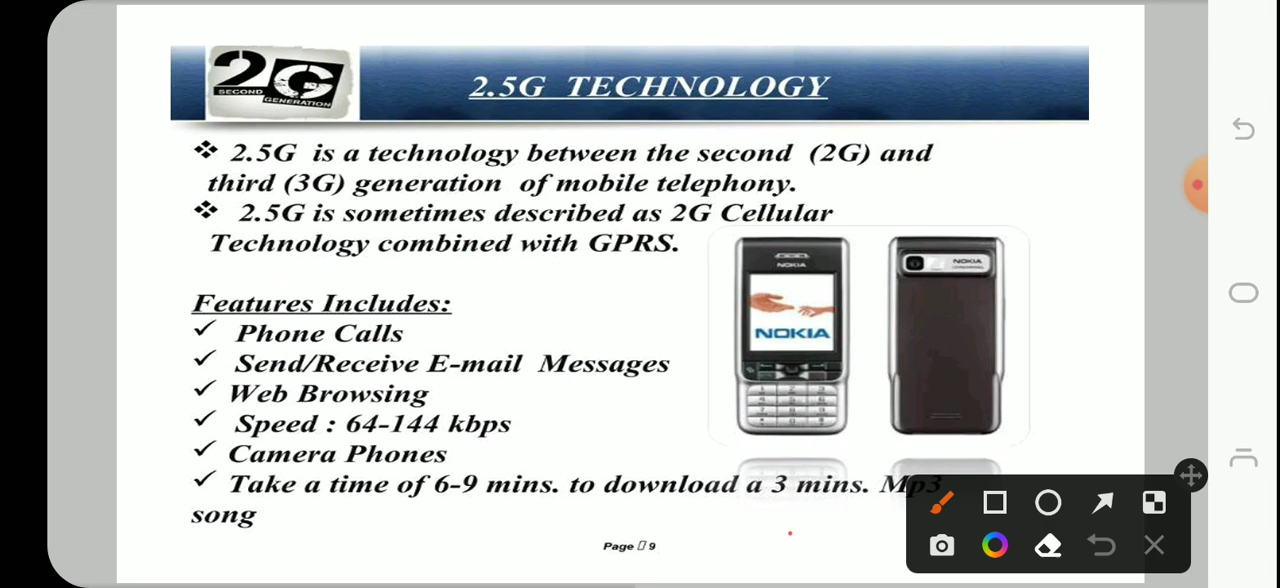 2G
SECOND
GENERATION
2.5G TECHNOLOGY
❖ 2.5G is a technology between the second (2G) and
third (3G) generation of mobile telephony.
❖ 2.5G is sometimes described as 2G Cellular
Technology combined with GPRS.
NOKIA
NOKIA
NOKIA
Features Includes:
✓ Phone Calls
✓ Send/Receive E-mail Messages
✓ Web Browsing
✓ Speed : 64-144 kbps
✓ Camera Phones
✓ Take a time of 6-9 mins. to download a 3 mins. Mp3
song
Page 9